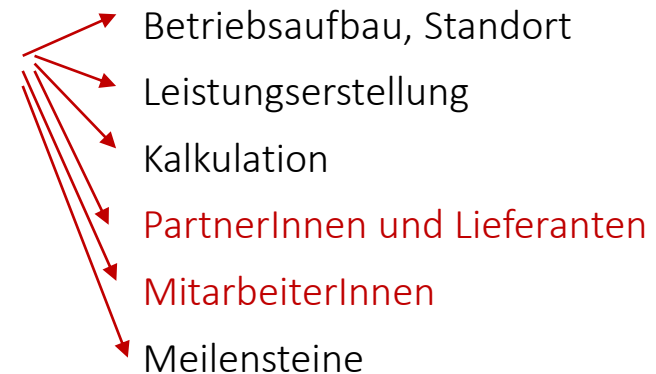 Betriebsaufbau, Standort
Leistungserstellung
Kalkulation
PartnerInnen und Lieferanten
MitarbeiterInnen
Meilensteine